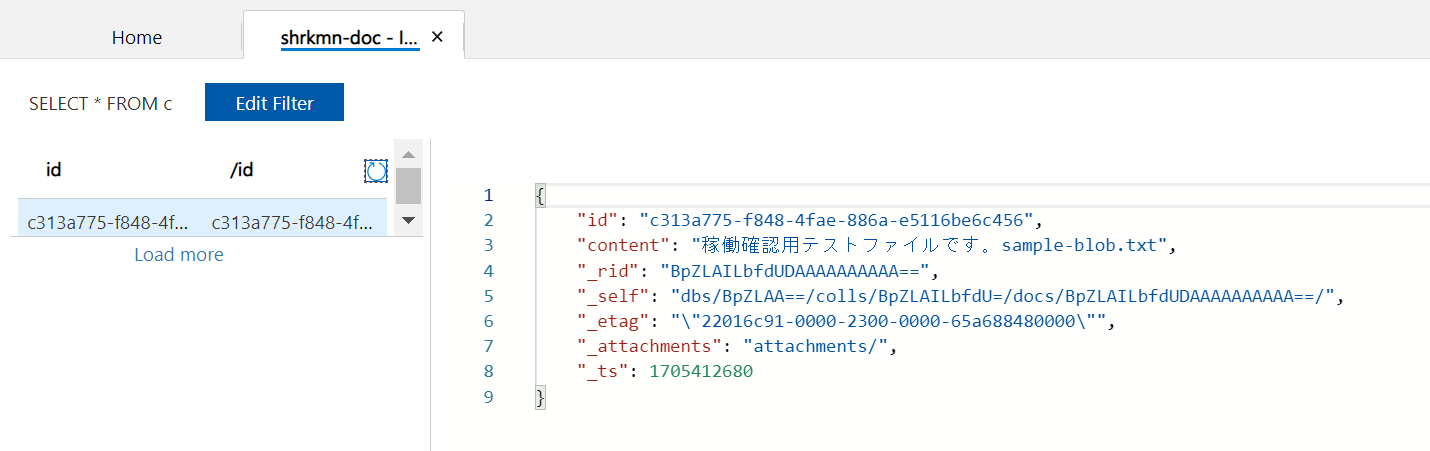 Home
shrkmn-doc - I...
SELECT * FROM c
Edit Filter
id /id
c313a775-f848-4f... c313a775-f848-4f...
Load more
1 {
2 "id": "c313a775-f848-4fae-886a-e5116be6c456",
3 "content": "稼働確認用テストファイルです。sample-blob.txt",
4 "_rid": "BpZLAILbfdUDAAAAAAAAAA==",
5 "_self": "dbs/BpZLAA==/colls/BpZLAILbfdU=/docs/BpZLAILbfdUDAAAAAAAAAA==/",
6 "_etag": "\"22016c91-0000-2300-0000-65a688480000\"",
7 "_attachments": "attachments/",
8 "_ts": 1705412680
9 }